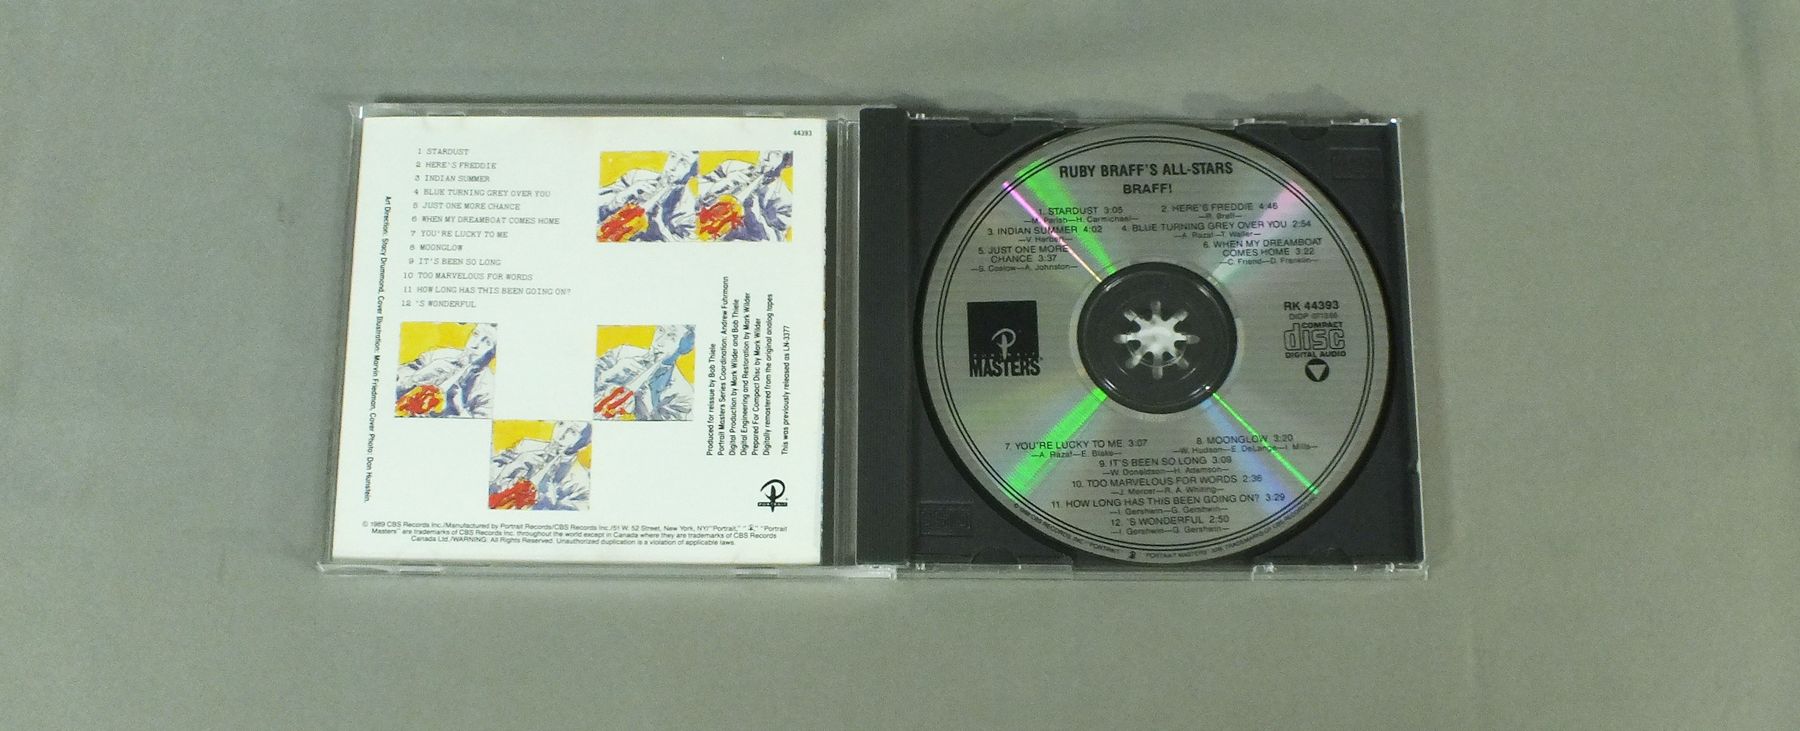 44393
1 STARDUST
2 HERE'S FREDDIE
3 INDIAN SUMMER
4 BLUE TURNING GREY OVER YOU
5 JUST ONE MORE CHANCE
6 WHEN MY DREAMBOAT COMES HOME
7 YOU'RE LUCKY TO ME
8 MOONGLOW
9 IT'S BEEN SO LONG
10 TOO MARVELOUS FOR WORDS
11 HOW LONG HAS THIS BEEN GOING ON?
12 'S WONDERFUL
Art Direction: Stacy Drummond, Cover Illustration: Marvin Friedman, Cover Photo: Don Hunstein.
Produced for reissue by Bob Thiele
Portrait Masters Series Coordination: Andrew Fuhrmann
Digital Production by Mark Wilder and Bob Thiele
Digital Engineering and Restoration by Mark Wilder
Prepared For Compact Disc by Mark Wilder
Digitally remastered from the original analog tapes
This was previously released as LN-3377
PORTRAIT
© 1989 CBS Records Inc./Manufactured by Portrait Records/CBS Records Inc./51 W. 52 Street, New York, NY/"Portrait," "Portrait
Masters" are trademarks of CBS Records Inc. throughout the world except in Canada where they are trademarks of CBS Records
Canada Ltd./WARNING: All Rights Reserved. Unauthorized duplication is a violation of applicable laws.
RUBY BRAFF'S ALL-STARS
BRAFF!
1. STARDUST 3:05
—M. Parish—H. Carmichael—
2. HERE'S FREDDIE 4:46
—R. Braff—
3. INDIAN SUMMER 4:02
—V. Herbert—
4. BLUE TURNING GREY OVER YOU 2:54
—A. Razaf—T. Waller—
5. JUST ONE MORE
CHANCE 3:37
—S. Coslow—A. Johnston—
6. WHEN MY DREAMBOAT
COMES HOME 3:22
—C. Friend—D. Franklin—
PORTRAIT
MASTERS™
RK 44393
DIDP
COMPACT
disc
DIGITAL AUDIO
7. YOU'RE LUCKY TO ME 3:07
—A. Razaf—E. Blake—
8. MOONGLOW 3:20
—W. Hudson—E. DeLange—I. Mills—
9. IT'S BEEN SO LONG 3:09
—W. Donaldson—H. Adamson—
10. TOO MARVELOUS FOR WORDS 2:36
—J. Mercer—R. A. Whiting—
11. HOW LONG HAS THIS BEEN GOING ON? 3:29
—I. Gershwin—G. Gershwin—
12. 'S WONDERFUL 2:50
—I. Gershwin—G. Gershwin—
CBS RECORDS INC.